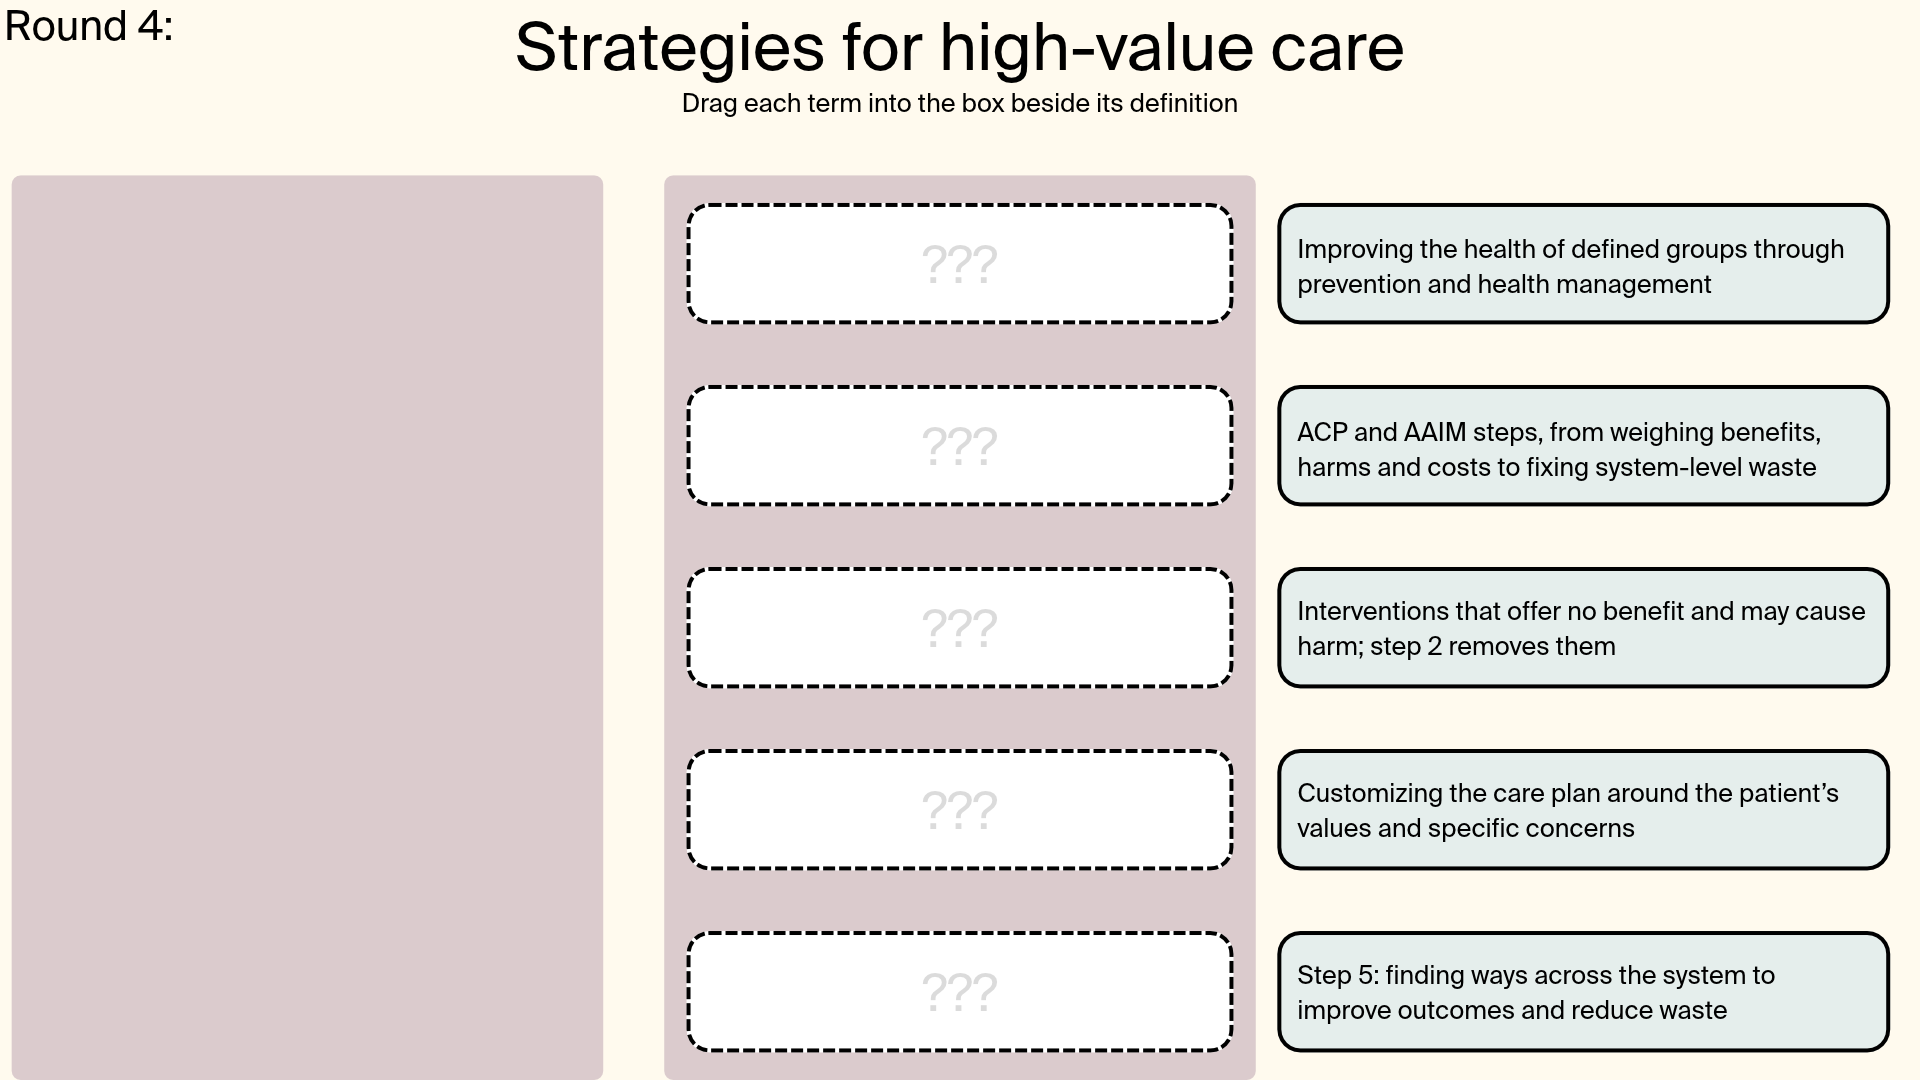 Round 4:
Strategies for high-value care
Drag each term into the box beside its definition
???
Improving the health of defined groups through
prevention and health management
???
ACP and AAIM steps, from weighing benefits,
harms and costs to fixing system-level waste
???
Interventions that offer no benefit and may cause
harm; step 2 removes them
???
Customizing the care plan around the patient’s
values and specific concerns
???
Step 5: finding ways across the system to
improve outcomes and reduce waste